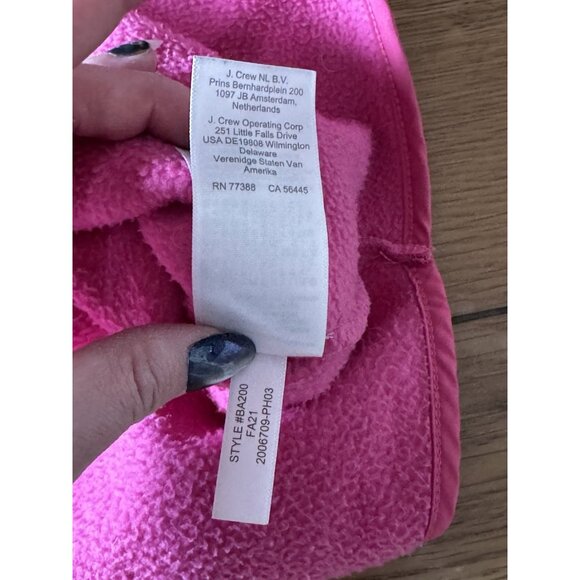 J. Crew NL B.V.
Prins Bernhardplein 200
1097 JB Amsterdam,
Netherlands
J. Crew Operating Corp
251 Little Falls Drive
USA DE19808 Wilmington
Delaware
Verenidge Staten Van
Amerika
RN 77388 CA 56445
STYLE #BA200
FA21
2006709-PH03